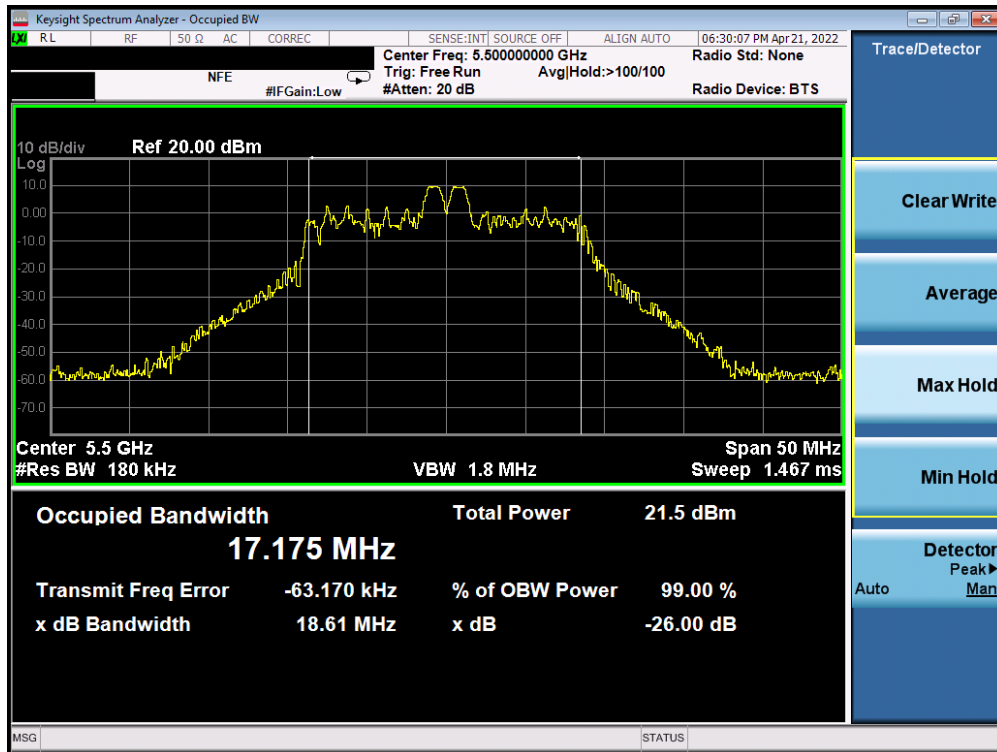 Keysight Spectrum Analyzer - Occupied BW
LXI RL RF 50 Ω AC CORREC SENSE:INT SOURCE OFF ALIGN AUTO 06:30:07 PM Apr 21, 2022
Center Freq: 5.500000000 GHz Radio Std: None
NFE Trig: Free Run Avg|Hold:>100/100
#IFGain:Low #Atten: 20 dB Radio Device: BTS
10 dB/div Ref 20.00 dBm
Log
10.0
0.00
-10.0
-20.0
-30.0
-40.0
-50.0
-60.0
-70.0
Center 5.5 GHz Span 50 MHz
#Res BW 180 kHz VBW 1.8 MHz Sweep 1.467 ms
Occupied Bandwidth Total Power 21.5 dBm
17.175 MHz
Transmit Freq Error -63.170 kHz % of OBW Power 99.00 %
x dB Bandwidth 18.61 MHz x dB -26.00 dB
MSG STATUS
Trace/Detector
Clear Write
Average
Max Hold
Min Hold
Detector
Peak▶
Auto Man